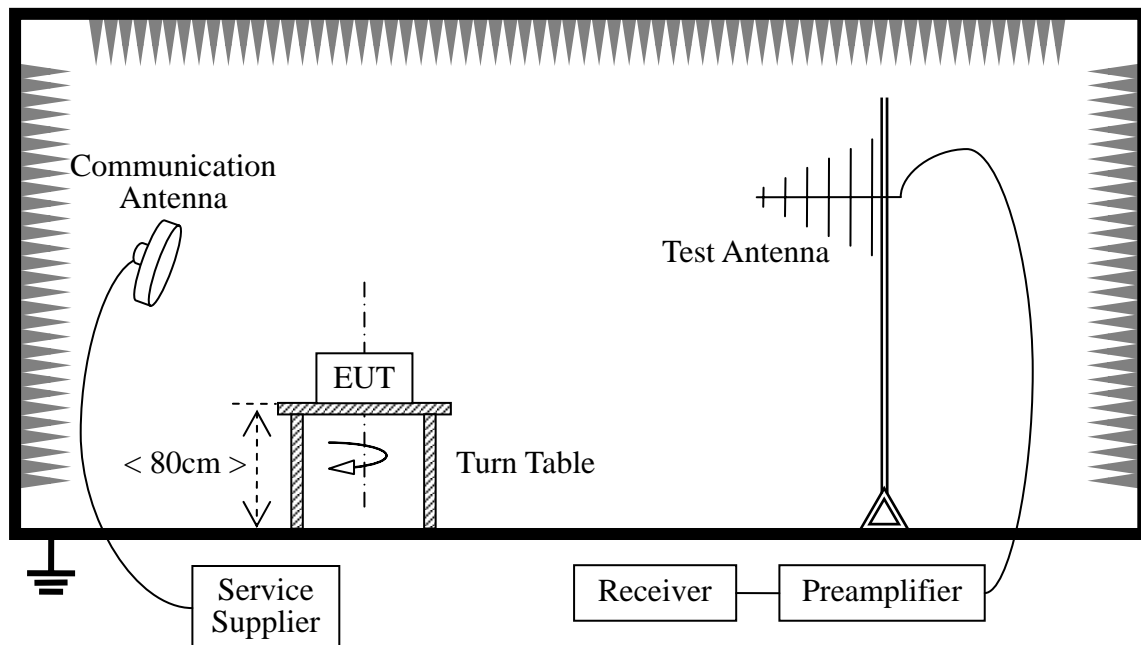 Communication
Antenna
Test Antenna
EUT
< 80cm >
Turn Table
Service
Supplier
Receiver
Preamplifier